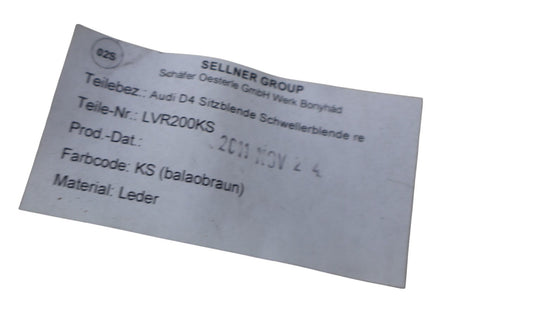 02S
SELLNER GROUP
Schäfer Oesterle GmbH Werk Bonyhád
Teilebez.: Audi D4 Sitzblende Schwellerblende re
Teile-Nr.: LVR200KS
Prod.-Dat.: 2011 NOV 24
Farbcode: KS (balaobraun)
Material: Leder